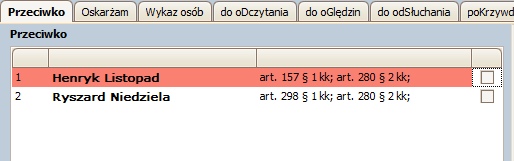 Przeciwko Oskarżam Wykaz osób do oDczytania do oGlędzin do odSłuchania poKrzywd
Przeciwko
1 Henryk Listopad art. 157 § 1 kk; art. 280 § 2 kk;
2 Ryszard Niedziela art. 298 § 1 kk; art. 280 § 2 kk;